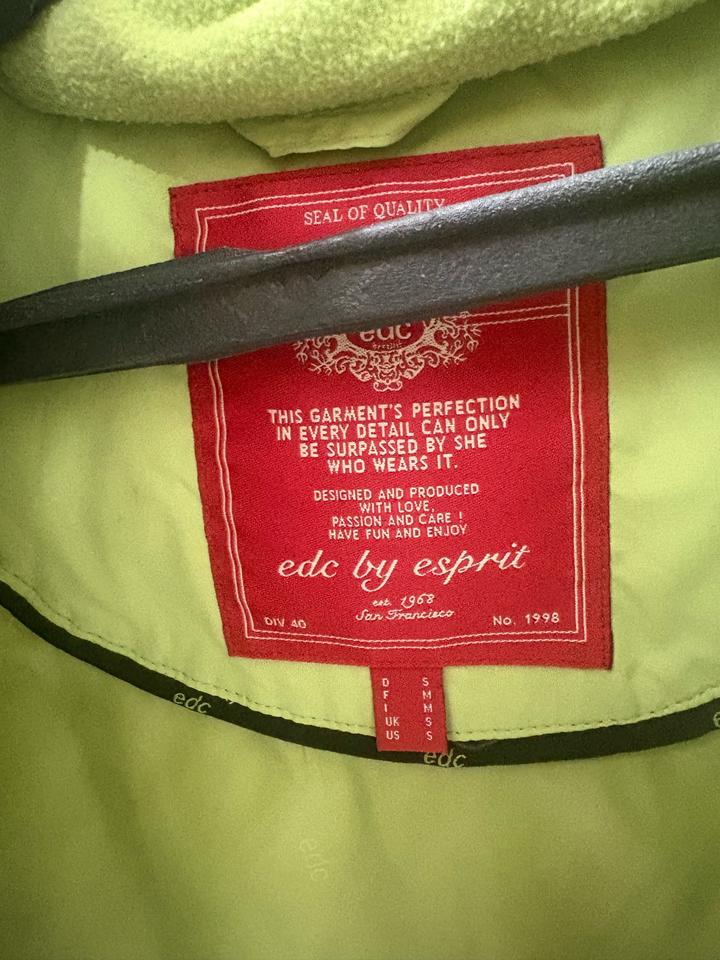 SEAL OF QUALITY
edc
THIS GARMENT'S PERFECTION
IN EVERY DETAIL CAN ONLY
BE SURPASSED BY SHE
WHO WEARS IT.
DESIGNED AND PRODUCED
WITH LOVE,
PASSION AND CARE !
HAVE FUN AND ENJOY
edc by esprit
est. 1968
San Francisco
DIV 40
No. 1998
D S
F M
I M
UK S
US S
edc
edc
edc